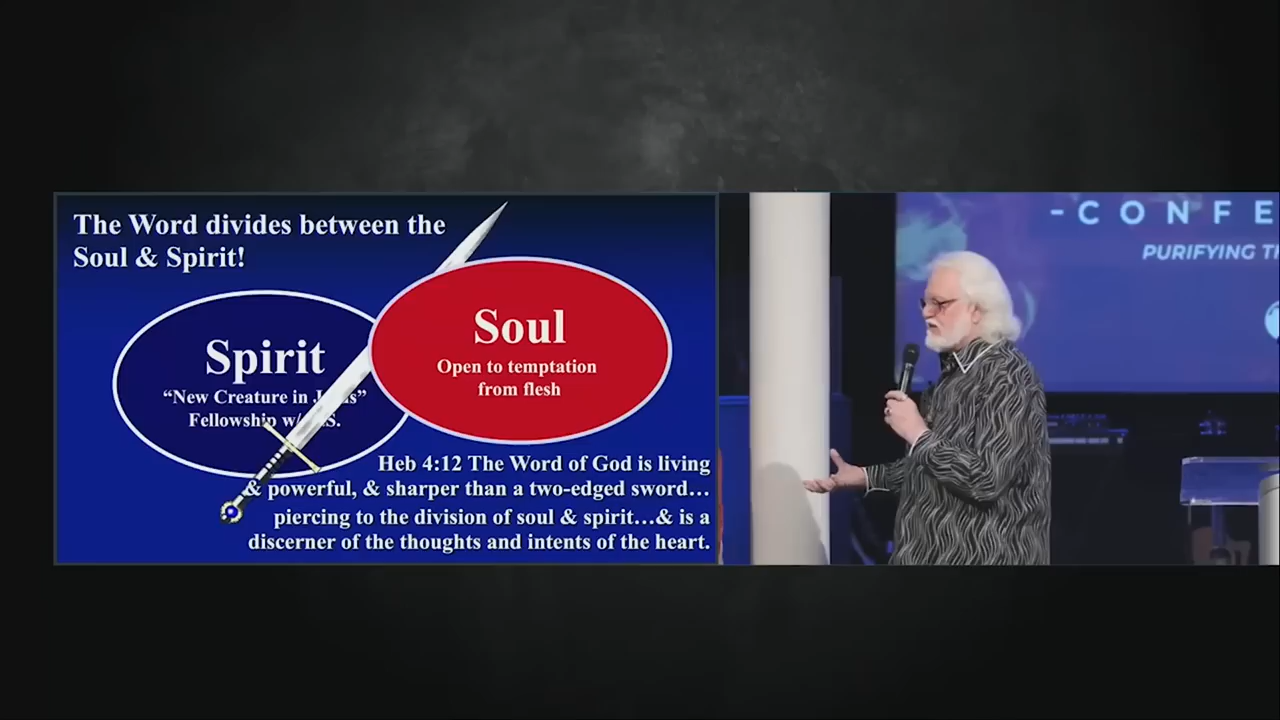 The Word divides between the
Soul & Spirit!
Spirit
“New Creature in
Fellowship
Soul
Open to temptation
from flesh
Heb 4:12 The Word of God is living
& powerful, & sharper than a two-edged sword…
piercing to the division of soul & spirit…& is a
discerner of the thoughts and intents of the heart.
-CONFE
PURIFYING